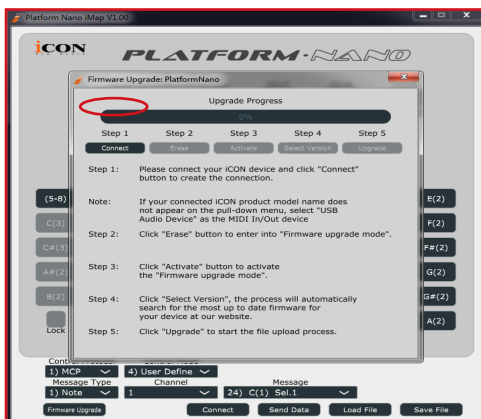 Platform Nano iMap V1.00
iCON
PLATFORM·NANO
Firmware Upgrade: PlatformNano
Upgrade Progress
0%
Step 1 Step 2 Step 3 Step 4 Step 5
Connect Erase Activate Select Version Upgrade
Step 1: Please connect your iCON device and click "Connect"
button to create the connection.
Note: If your connected iCON product model name does
not appear on the pull-down menu, select "USB
Audio Device" as the MIDI In/Out device
Step 2: Click "Erase" button to enter into "Firmware upgrade mode".
Step 3: Click "Activate" button to activate
the "Firmware upgrade mode".
Step 4: Click "Select Version", the process will automatically
search for the most up to date firmware for
your device at our website.
Step 5: Click "Upgrade" to start the file upload process.
(5-8) E(2)
C(3) F(2)
C#(3) F#(2)
A#(2) G(2)
B(2) G#(2)
A(2)
Lock
1) MCP 4) User Define
Message Type Channel Message
1) Note 1 24) C(1) Sel.1
Firmware Upgrade Connect Send Data Load File Save File